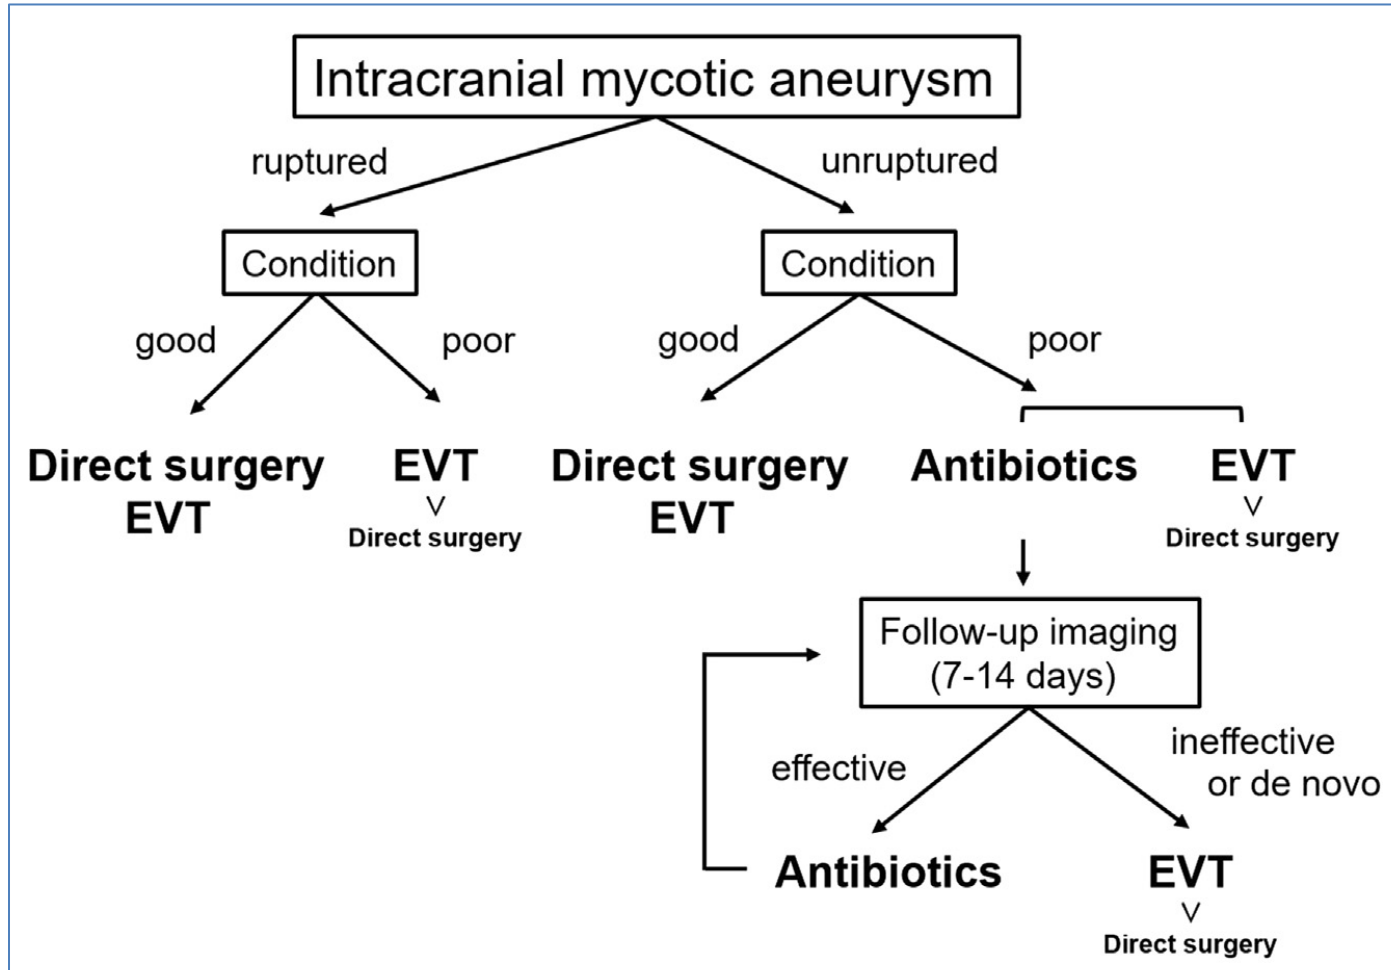 Intracranial mycotic aneurysm
ruptured
unruptured
Condition
Condition
good
poor
good
poor
Direct surgery
EVT
EVT
Direct surgery
Direct surgery
EVT
Antibiotics
EVT
Direct surgery
Follow-up imaging
(7-14 days)
effective
ineffective
or de novo
Antibiotics
EVT
Direct surgery